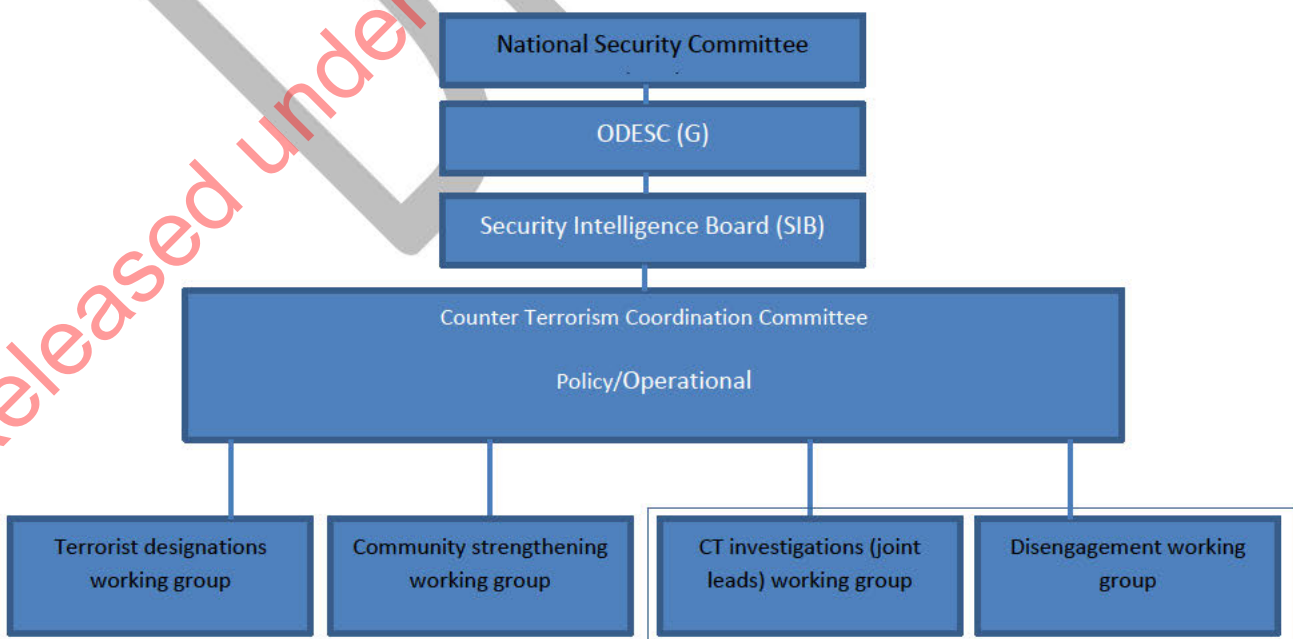 National Security Committee
ODESC (G)
Security Intelligence Board (SIB)
Counter Terrorism Coordination Committee
Policy/Operational
Terrorist designations
working group
Community strengthening
working group
CT investigations (joint
leads) working group
Disengagement working
group
Released under